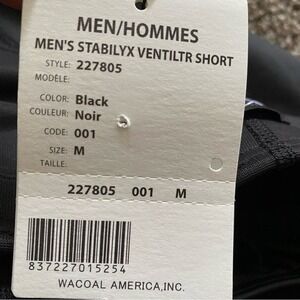 MEN/HOMMES
MEN'S STABILYX VENTILTR SHORT
STYLE: 227805
MODÈLE:
COLOR: Black
COULEUR: Noir
CODE: 001
SIZE: M
TAILLE:
227805 001 M
837227015254
WACOAL AMERICA,INC.